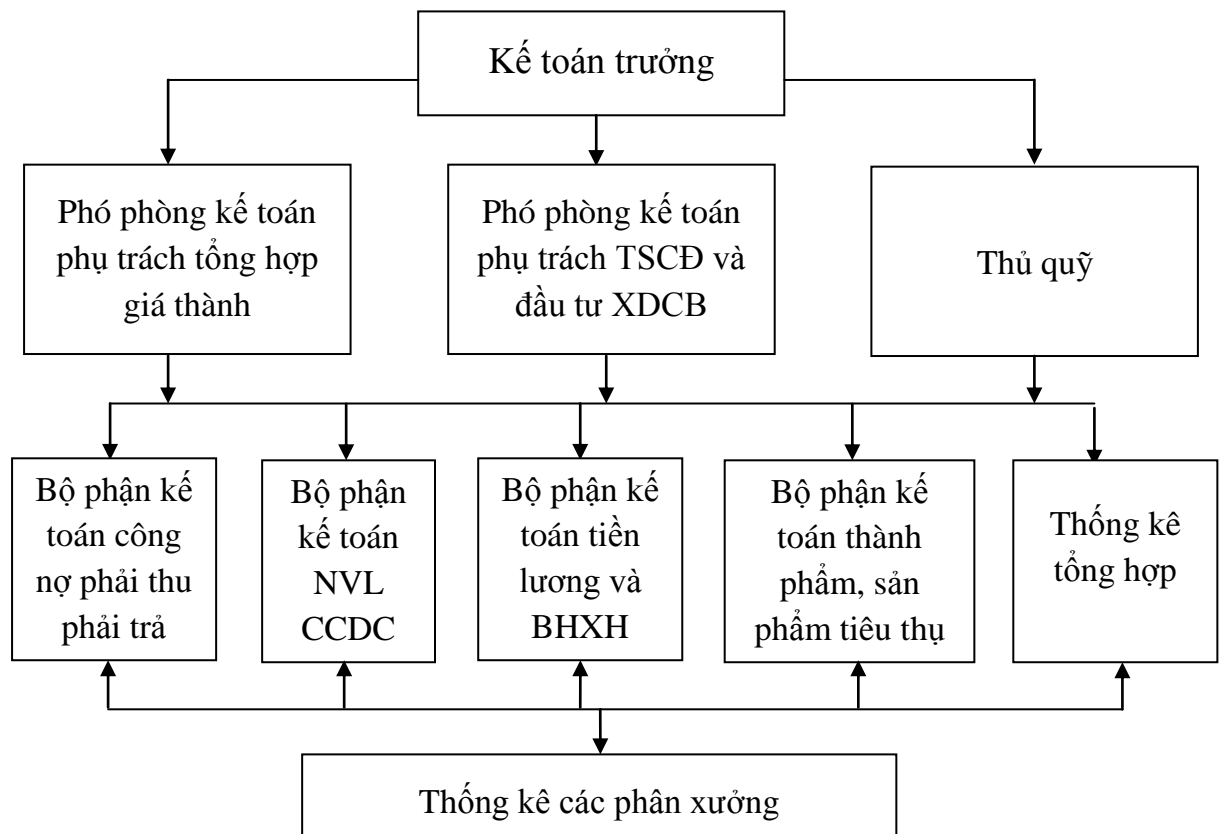 Kế toán trưởng
Phó phòng kế toán
phụ trách tổng hợp
giá thành
Phó phòng kế toán
phụ trách TSCĐ và
đầu tư XDCB
Thủ quỹ
Bộ phận kế
toán công
nợ phải thu
phải trả
Bộ phận
kế toán
NVL
CCDC
Bộ phận kế
toán tiền
lương và
BHXH
Bộ phận kế
toán thành
phẩm, sản
phẩm tiêu thụ
Thống kê
tổng hợp
Thống kê các phân xưởng